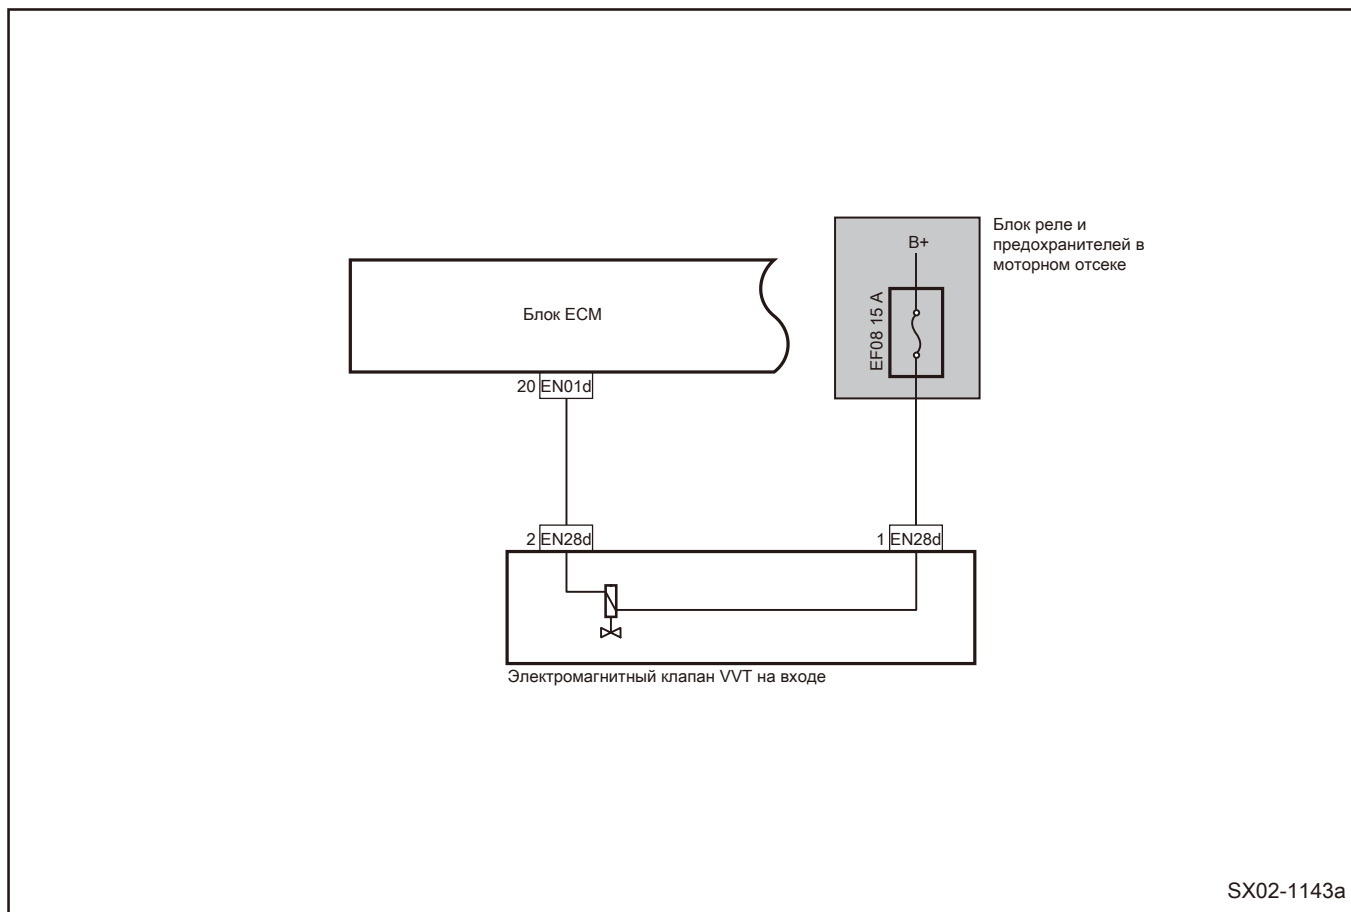 Блок реле и
предохранителей в
моторном отсеке
B+
EF08 15 A
Блок ECM
20 EN01d
2 EN28d
1 EN28d
Электромагнитный клапан VVT на входе
SX02-1143a